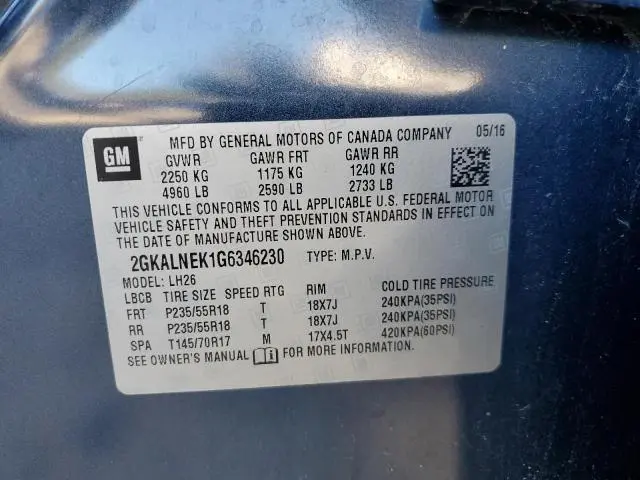 GM
MFD BY GENERAL MOTORS OF CANADA COMPANY 05/16
GVWR GAWR FRT GAWR RR
2250 KG 1175 KG 1240 KG
4960 LB 2590 LB 2733 LB
THIS VEHICLE CONFORMS TO ALL APPLICABLE U.S. FEDERAL MOTOR
VEHICLE SAFETY AND THEFT PREVENTION STANDARDS IN EFFECT ON
THE DATE OF MANUFACTURE SHOWN ABOVE.
2GKALNEK1G6346230 TYPE: M.P.V.
MODEL: LH26
LBCB TIRE SIZE SPEED RTG RIM COLD TIRE PRESSURE
FRT P235/55R18 T 18X7J 240KPA(35PSI)
RR P235/55R18 T 18X7J 240KPA(35PSI)
SPA T145/70R17 M 17X4.5T 420KPA(60PSI)
SEE OWNER'S MANUAL FOR MORE INFORMATION.